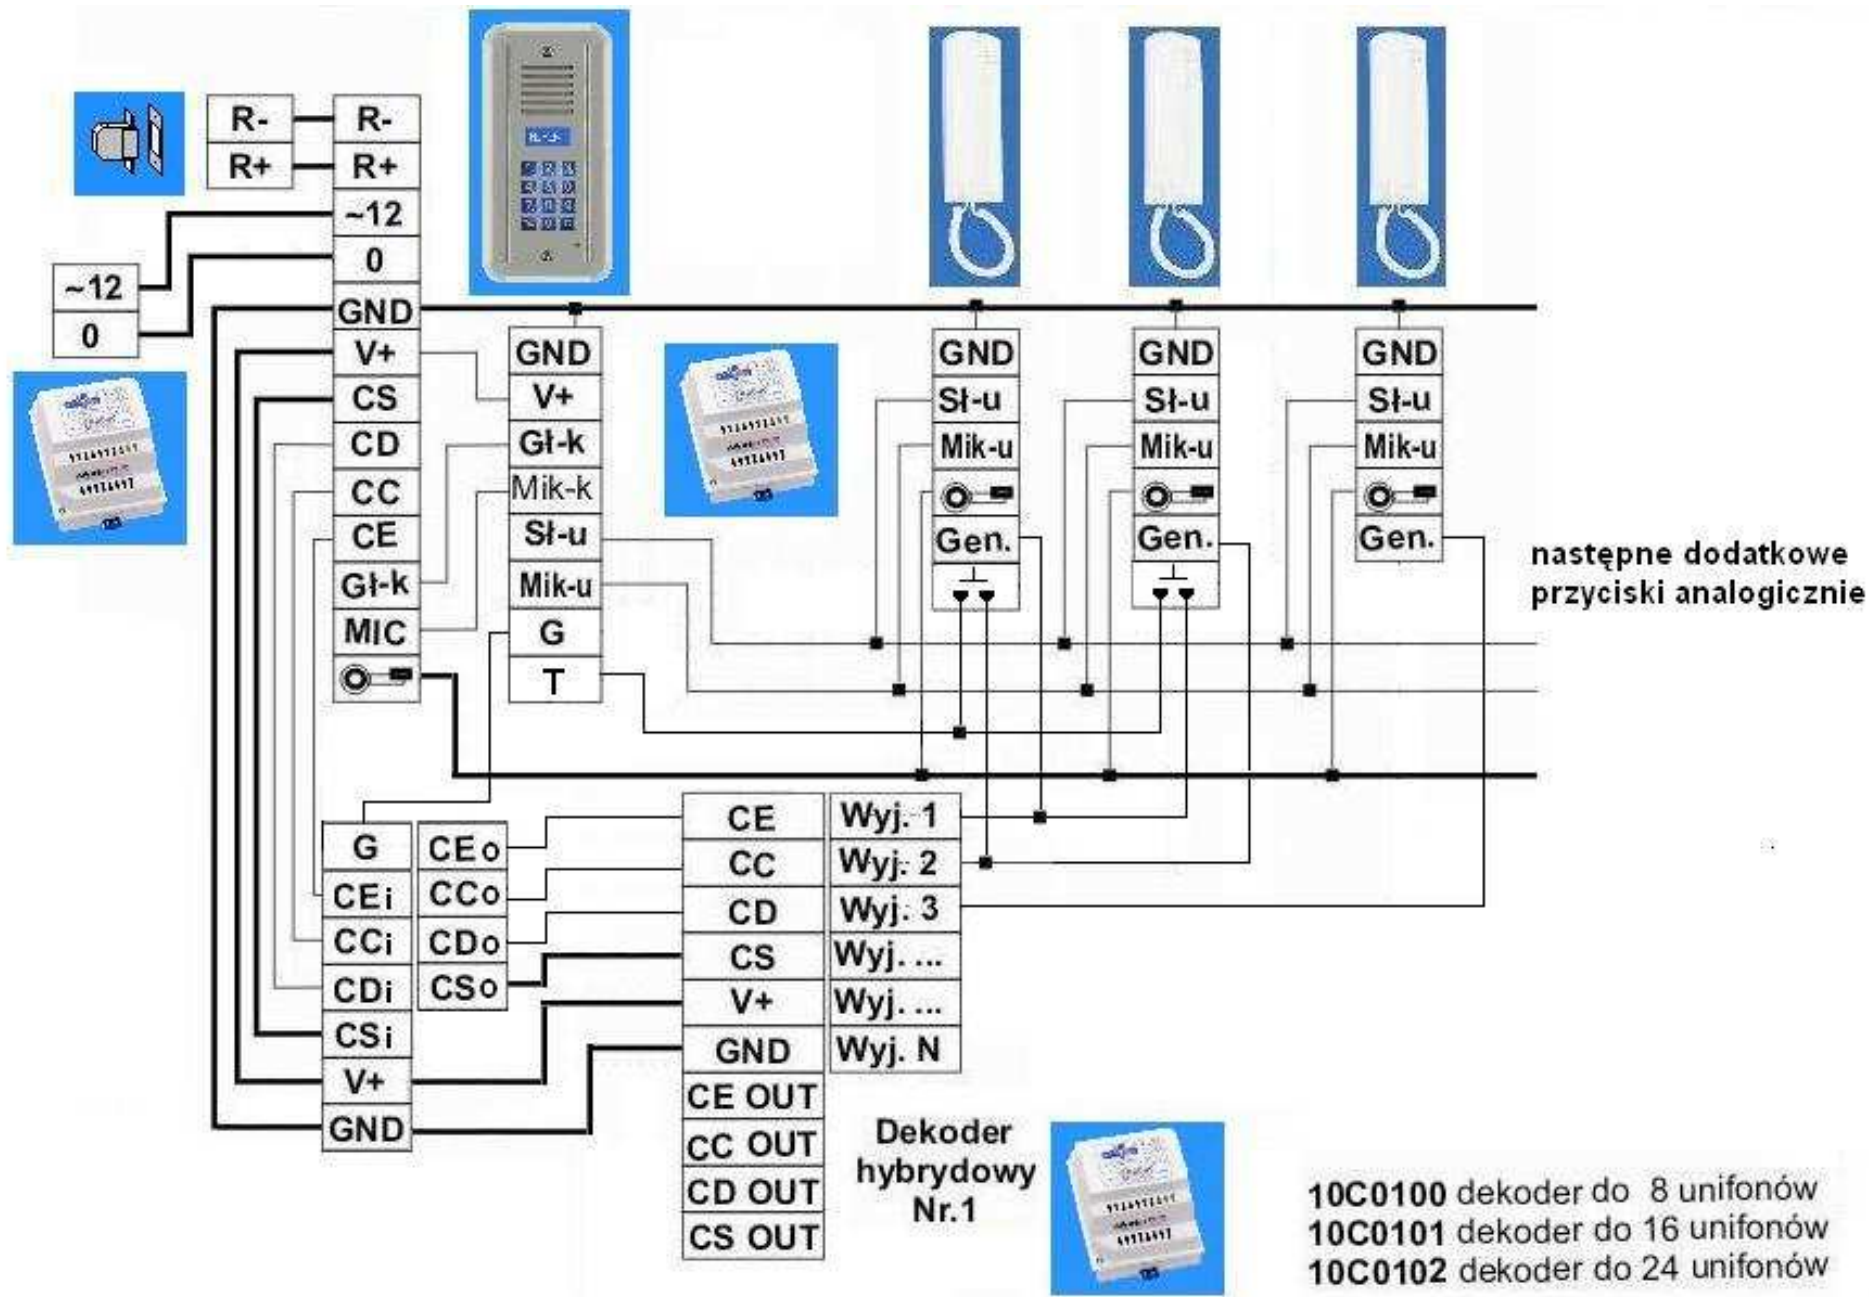 R-
R+
R-
R+
~12
0
GND
V+
CS
CD
CC
CE
Gł-k
MIC
~12
0
GND
V+
Gł-k
Mik-k
Sł-u
Mik-u
G
T
GND
Sł-u
Mik-u
Gen.
GND
Sł-u
Mik-u
Gen.
GND
Sł-u
Mik-u
Gen.
następne dodatkowe
przyciski analogicznie
G
CEi
CCi
CDi
CSi
V+
GND
CEo
CCo
CDo
CSo
CE
CC
CD
CS
V+
GND
CE OUT
CC OUT
CD OUT
CS OUT
Wyj. 1
Wyj. 2
Wyj. 3
Wyj. ...
Wyj. ...
Wyj. N
Dekoder
hybrydowy
Nr.1
10C0100 dekoder do 8 unifonów
10C0101 dekoder do 16 unifonów
10C0102 dekoder do 24 unifonów